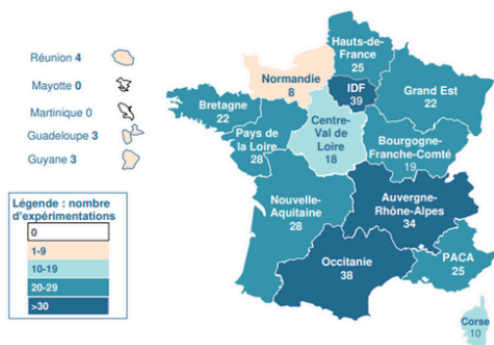 Hauts-de-
France
25
Réunion 4
Normandie
8
IDF
39
Grand Est
22
Mayotte 0
Bretagne
22
Martinique 0
Centre-
Val de
Loire
18
Pays de
la Loire
28
Guadeloupe 3
Bourgogne-
Franche-Comté
19
Guyane 3
Légende : nombre
d'expérimentations
0
1-9
10-19
20-29
>30
Nouvelle-
Aquitaine
28
Auvergne-
Rhône-Alpes
34
Occitanie
38
PACA
25
Corse
10